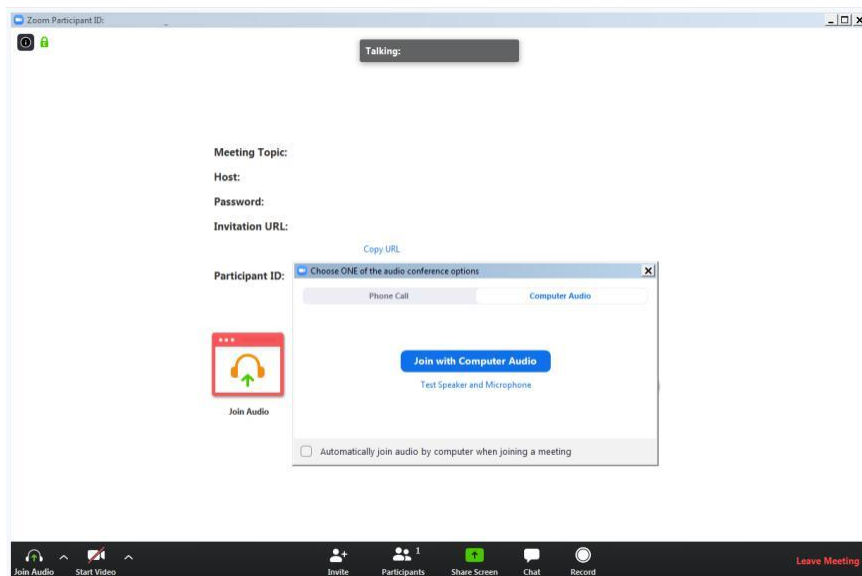 Zoom Participant ID:
Talking:
Meeting Topic:
Host:
Password:
Invitation URL:
Copy URL
Participant ID:
Choose ONE of the audio conference options
Phone Call Computer Audio
Join with Computer Audio
Test Speaker and Microphone
Join Audio
Automatically join audio by computer when joining a meeting
1
Join Audio Start Video Invite Participants Share Screen Chat Record Leave Meeting